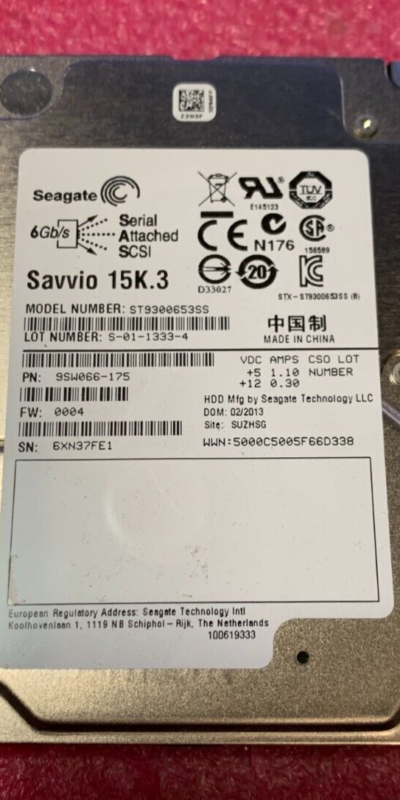 Seagate
6Gb/s
Serial
Attached
SCSI
Savvio 15K.3
MODEL NUMBER: ST9300653SS
LOT NUMBER: S-01-1333-4
PN: 9SW066-175
FW: 0004
SN: 6XN37FE1
E145123
TUV
CE
N176
SA
156589
D33027
20
STX-ST9300653SS (B)
中国制
MADE IN CHINA
VDC AMPS CSO LOT
+5 1.10 NUMBER
+12 0.30
HDD Mfg by Seagate Technology LLC
DOM: 02/2013
Site: SUZHSG
WWN:5000C5005F66D338
European Regulatory Address: Seagate Technology Intl
Koolhovenlaan 1, 1119 NB Schiphol - Rijk, The Netherlands
100619333